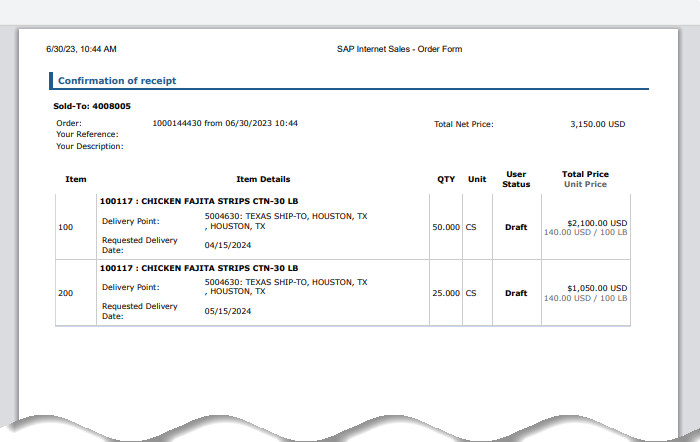 6/30/23, 10:44 AM SAP Internet Sales - Order Form
Confirmation of receipt
Sold-To: 4008005
Order: 1000144430 from 06/30/2023 10:44 Total Net Price: 3,150.00 USD
Your Reference:
Your Description:
Item Item Details QTY Unit User Status Total Price
Unit Price
100117 : CHICKEN FAJITA STRIPS CTN-30 LB
100 Delivery Point: 5004630: TEXAS SHIP-TO, HOUSTON, TX
, HOUSTON, TX
50.000 CS Draft $2,100.00 USD
140.00 USD / 100 LB
Requested Delivery Date: 04/15/2024
100117 : CHICKEN FAJITA STRIPS CTN-30 LB
200 Delivery Point: 5004630: TEXAS SHIP-TO, HOUSTON, TX
, HOUSTON, TX
25.000 CS Draft $1,050.00 USD
140.00 USD / 100 LB
Requested Delivery Date: 05/15/2024